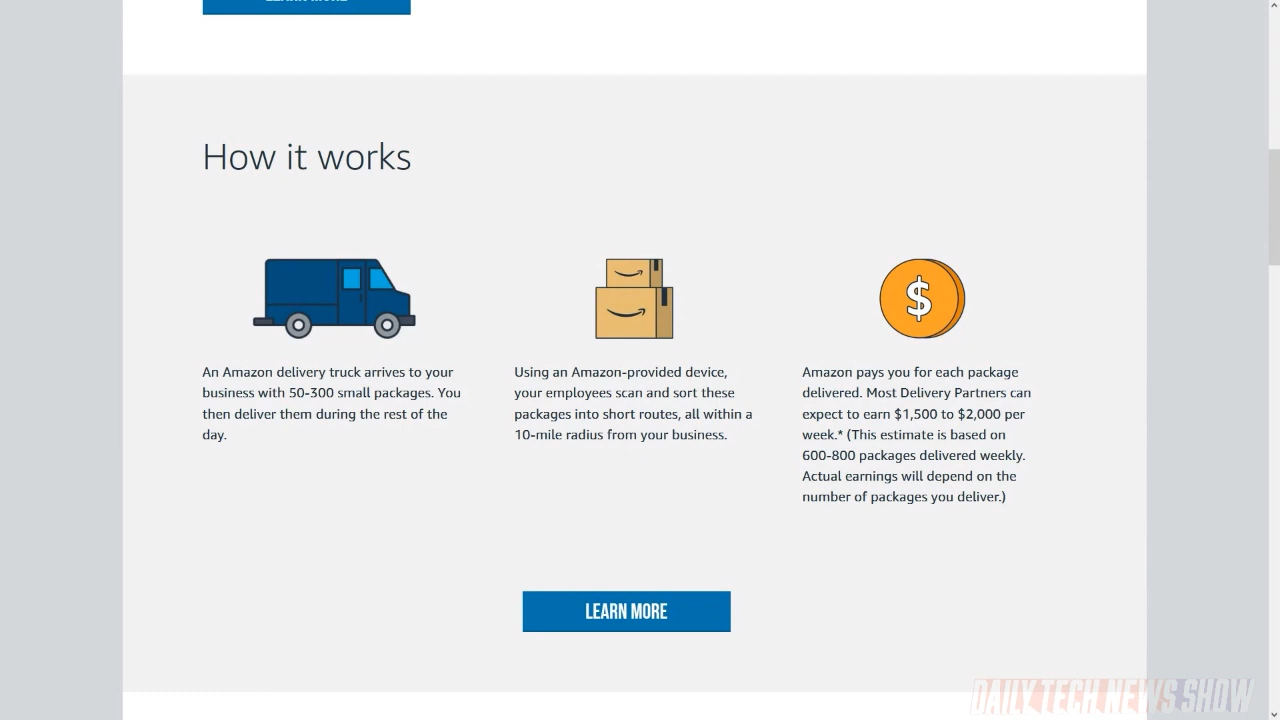 LEARN MORE
How it works
$
An Amazon delivery truck arrives to your
business with 50-300 small packages. You
then deliver them during the rest of the
day.
Using an Amazon-provided device,
your employees scan and sort these
packages into short routes, all within a
10-mile radius from your business.
Amazon pays you for each package
delivered. Most Delivery Partners can
expect to earn $1,500 to $2,000 per
week.* (This estimate is based on
600-800 packages delivered weekly.
Actual earnings will depend on the
number of packages you deliver.)
LEARN MORE
DAILY TECH NEWS SHOW